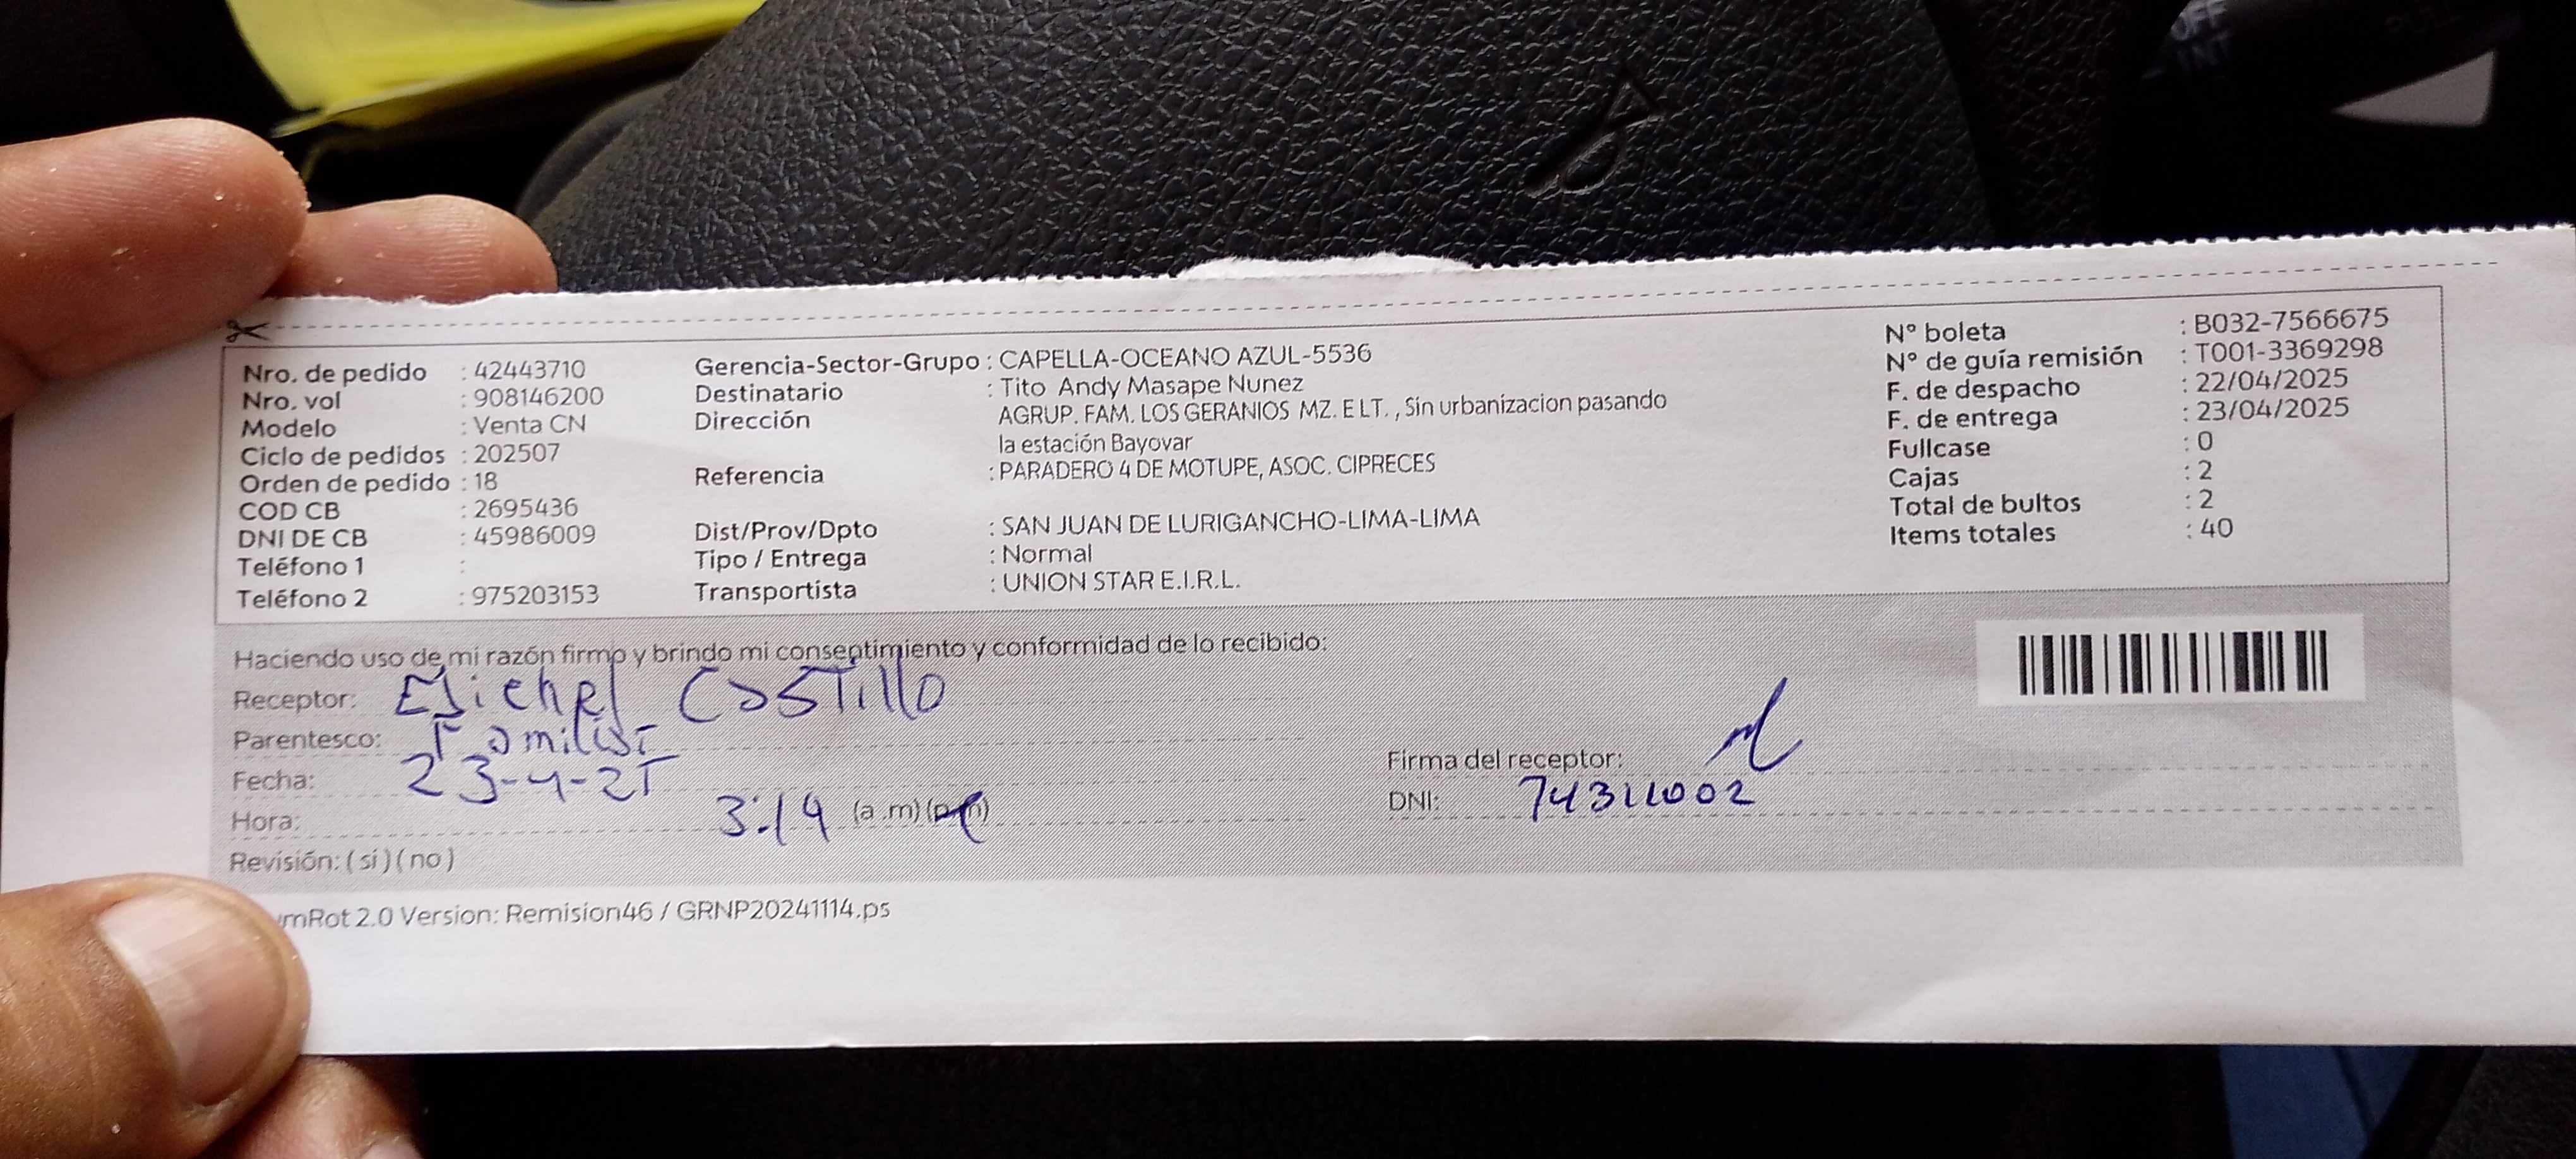 Nro. de pedido : 42443710
Nro. vol : 908146200
Modelo : Venta CN
Ciclo de pedidos : 202507
Orden de pedido : 18
COD CB : 2695436
DNI DE CB : 45986009
Teléfono 1 :
Teléfono 2 : 975203153
Gerencia-Sector-Grupo : CAPELLA-OCEANO AZUL-5536
Destinatario : Tito Andy Masape Nunez
Dirección AGRUP. FAM. LOS GERANIOS MZ. E LT. , Sin urbanizacion pasando
la estación Bayovar
Referencia : PARADERO 4 DE MOTUPE, ASOC. CIPRECES
Dist/Prov/Dpto : SAN JUAN DE LURIGANCHO-LIMA-LIMA
Tipo / Entrega : Normal
Transportista : UNION STAR E.I.R.L.
N° boleta : B032-7566675
N° de guía remisión : T001-3369298
F. de despacho : 22/04/2025
F. de entrega : 23/04/2025
Fullcase : 0
Cajas : 2
Total de bultos : 2
Items totales : 40
Haciendo uso de mi razón firmo y brindo mi consentimiento y conformidad de lo recibido:
Receptor: Costillo
Parentesco: Familiar
Fecha: 23-4-25
Hora: 3:14 (a.m) (p.m)
Revisión: ( sí ) ( no )
Firma del receptor:
DNI:
mRot 2.0 Version: Remision46 / GRNP20241114.ps
OFF
INT